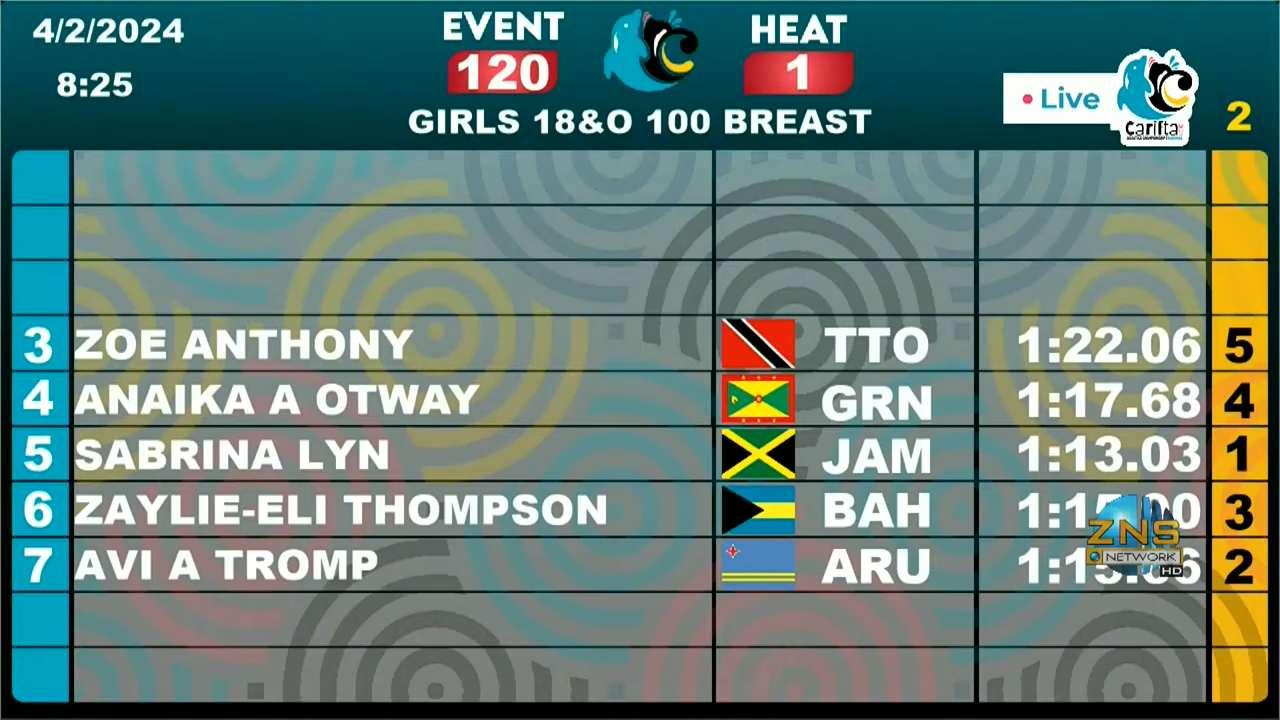 4/2/2024
8:25
EVENT
120
HEAT
1
GIRLS 18&O 100 BREAST
Live
Carifta
2
3 ZOE ANTHONY TTO 1:22.06 5
4 ANAIKA A OTWAY GRN 1:17.68 4
5 SABRINA LYN JAM 1:13.03 1
6 ZAYLIE-ELI THOMPSON BAH 3
7 AVI A TROMP ARU 2
ZNS
NETWORK
HD